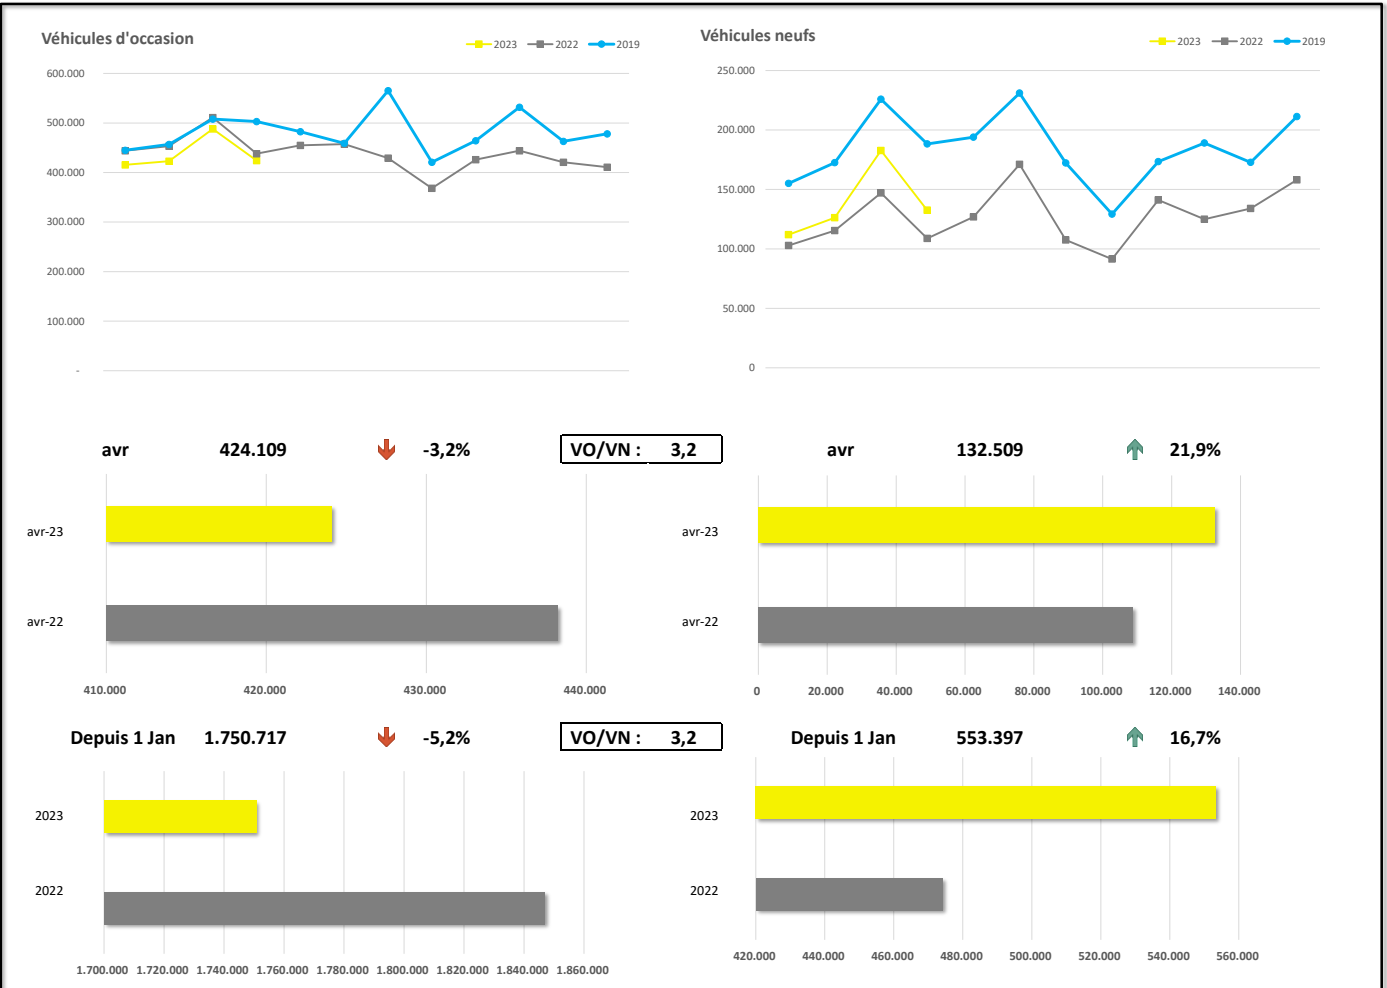 Véhicules d'occasion
2023 2022 2019
600.000
500.000
400.000
300.000
200.000
100.000
-
Véhicules neufs
2023 2022 2019
250.000
200.000
150.000
100.000
50.000
0
avr 424.109 -3,2% VO/VN : 3,2
avr-23
avr-22
410.000 420.000 430.000 440.000
avr 132.509 21,9%
avr-23
avr-22
0 20.000 40.000 60.000 80.000 100.000 120.000 140.000
Depuis 1 Jan 1.750.717 -5,2% VO/VN : 3,2
2023
2022
1.700.000 1.720.000 1.740.000 1.760.000 1.780.000 1.800.000 1.820.000 1.840.000 1.860.000
Depuis 1 Jan 553.397 16,7%
2023
2022
420.000 440.000 460.000 480.000 500.000 520.000 540.000 560.000